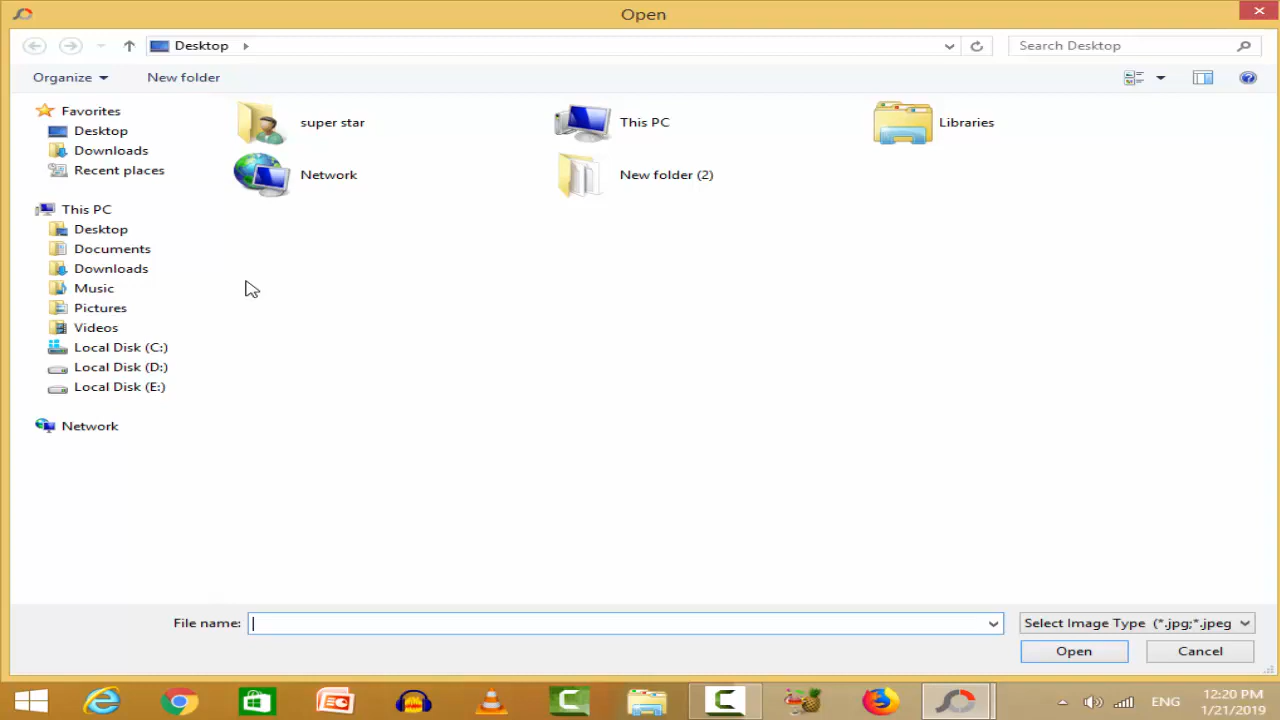 Open
Desktop
Search Desktop
Organize
New folder
Favorites
Desktop
Downloads
Recent places
This PC
Desktop
Documents
Downloads
Music
Pictures
Videos
Local Disk (C:)
Local Disk (D:)
Local Disk (E:)
Network
super star
This PC
Libraries
Network
New folder (2)
File name:
Select Image Type (*.jpg;*.jpeg
Open
Cancel
ENG
12:20 PM
1/21/2019